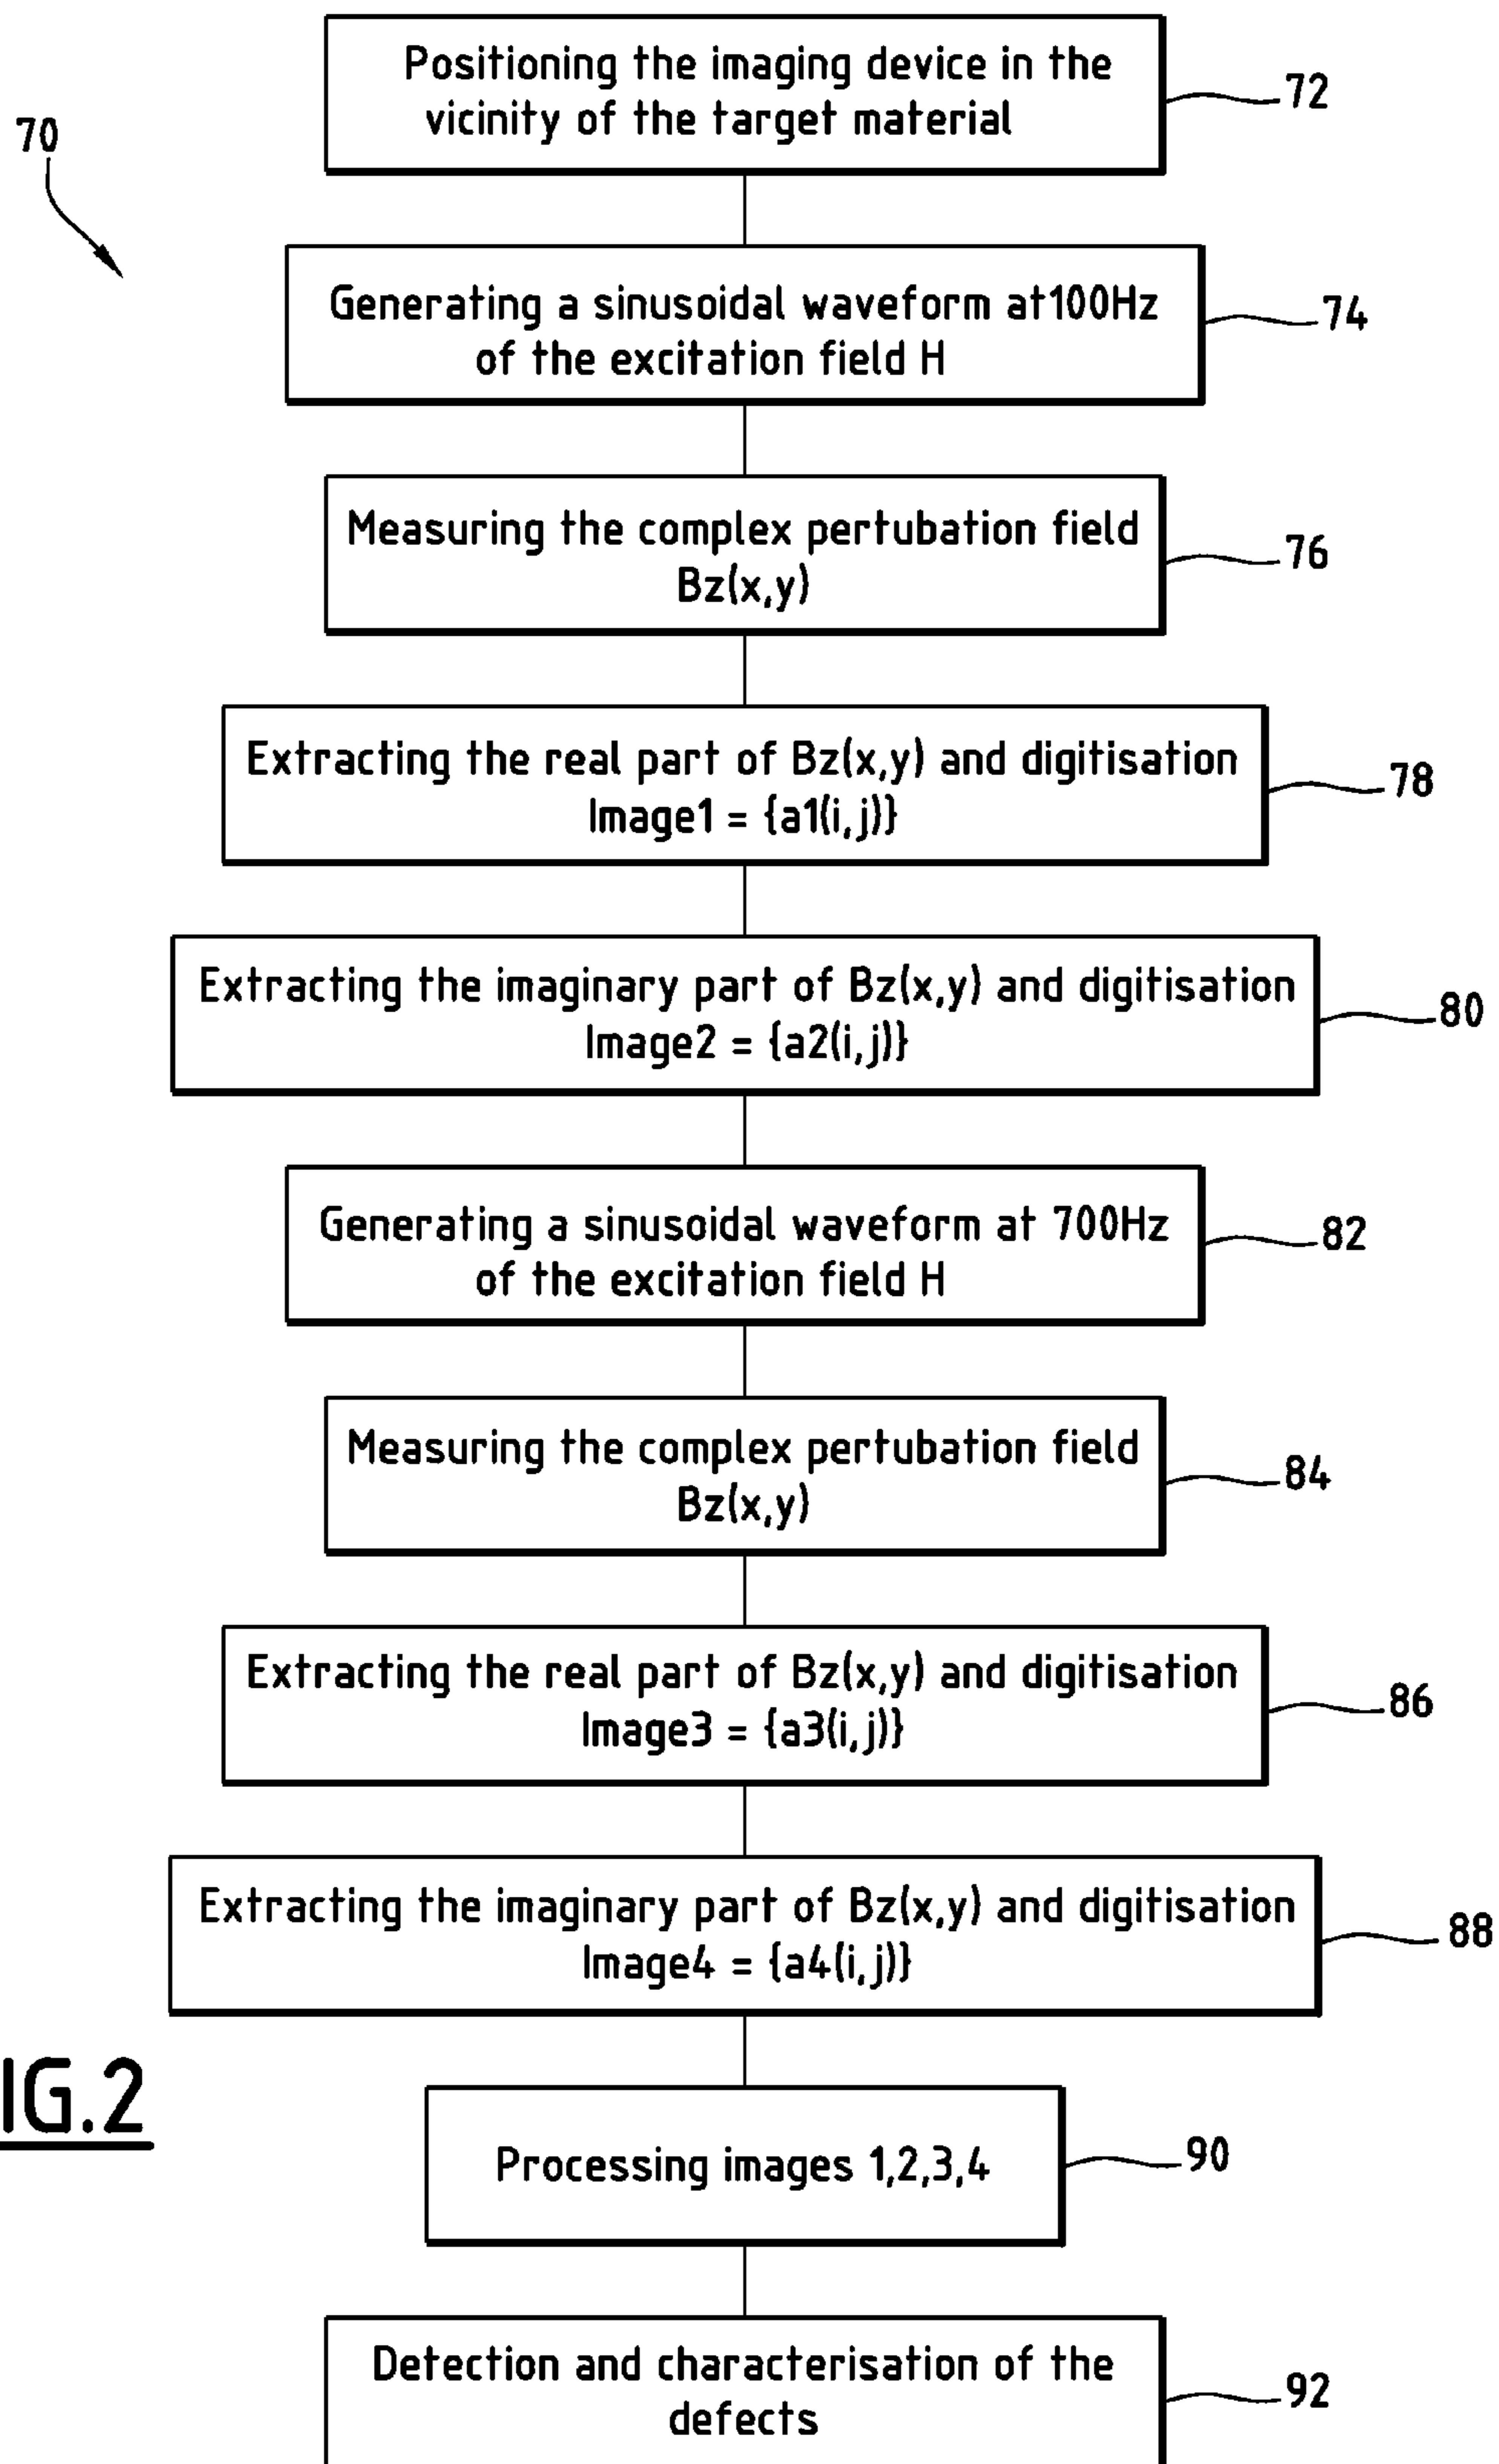 Positioning the imaging device in the
vicinity of the target material
72
70
Generating a sinusoidal waveform at100Hz
of the excitation field H
74
Measuring the complex pertubation field
Bz(x,y)
76
Extracting the real part of Bz(x,y) and digitisation
Image1 = {a1(i,j)}
78
Extracting the imaginary part of Bz(x,y) and digitisation
Image2 = {a2(i,j)}
80
Generating a sinusoidal waveform at 700Hz
of the excitation field H
82
Measuring the complex pertubation field
Bz(x,y)
84
Extracting the real part of Bz(x,y) and digitisation
Image3 = {a3(i,j)}
86
Extracting the imaginary part of Bz(x,y) and digitisation
Image4 = {a4(i,j)}
88
IG.2
Processing images 1,2,3,4
90
Detection and characterisation of the
defects
92